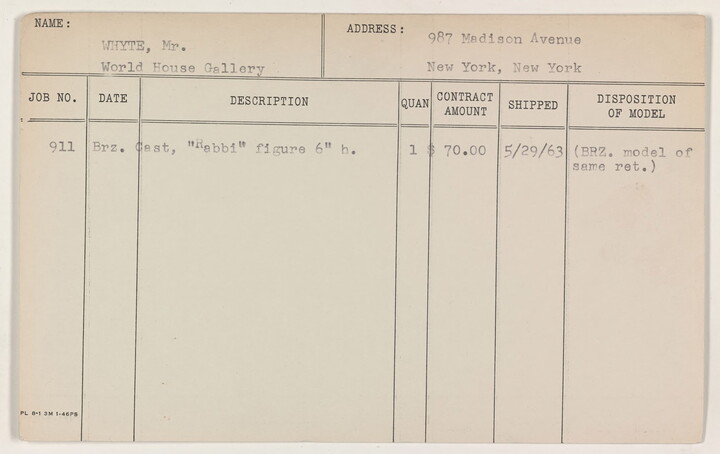 NAME:
WHYTE, Mr.
World House Gallery
ADDRESS:
987 Madison Avenue
New York, New York
JOB NO. DATE DESCRIPTION QUAN CONTRACT AMOUNT SHIPPED DISPOSITION OF MODEL
911 Brz. Cast, "Rabbi" figure 6" h. 1 $ 70.00 5/29/63 (BRZ. model of
same ret.)
PL 8-1 3M 1-46PB